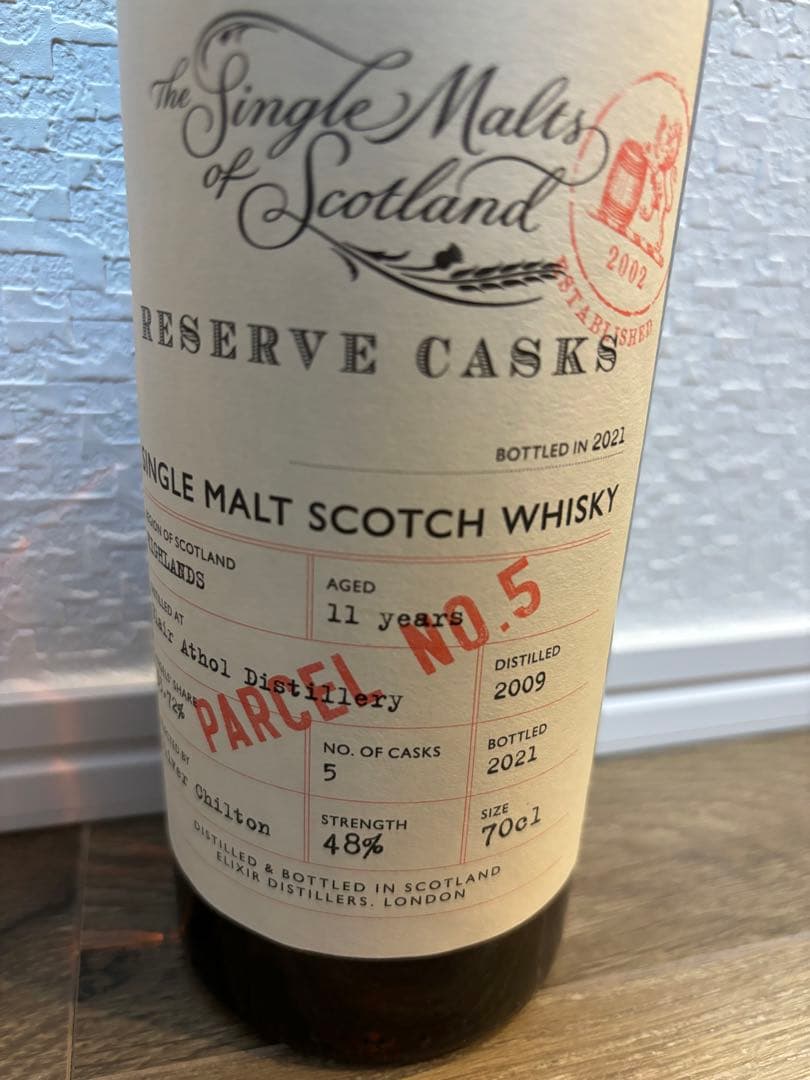 The Single Malts
of Scotland
2002
ESTABLISHED
RESERVE CASKS
BOTTLED IN 2021
SINGLE MALT SCOTCH WHISKY
REGION OF SCOTLAND
HIGHLANDS
AGED
11 years
PARCEL NO.5
Blair Athol Distillery
DISTILLED
2009
NO. OF CASKS
5
BOTTLED
2021
Chilton
STRENGTH
48%
SIZE
70cl
DISTILLED & BOTTLED IN SCOTLAND
ELIXIR DISTILLERS. LONDON